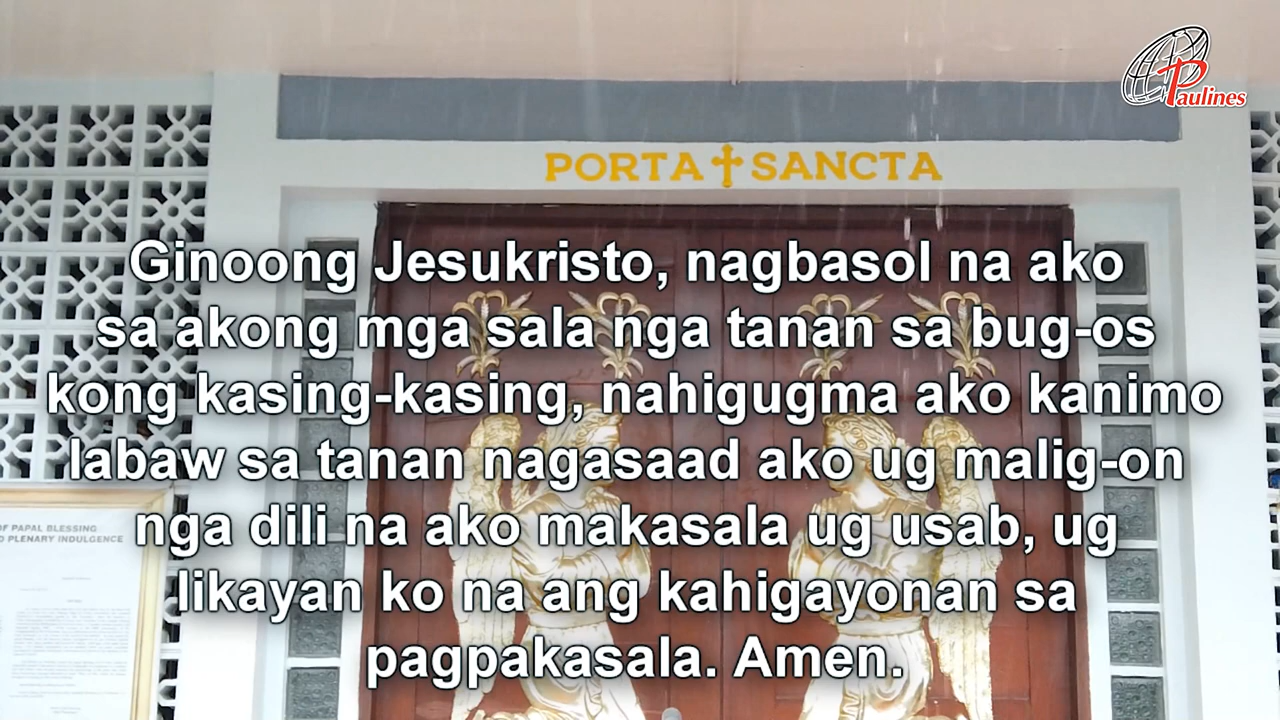 Paulines
PORTA SANCTA
Ginoong Jesukristo, nagbasol na ako
sa akong mga sala nga tanan sa bug-os
kong kasing-kasing, nahigugma ako kanimo
labaw sa tanan nagasaad ako ug malig-on
nga dili na ako makasala ug usab, ug
likayan ko na ang kahigayonan sa
pagpakasala. Amen.
OF PAPAL BLESSING
PLENARY INDULGENCE